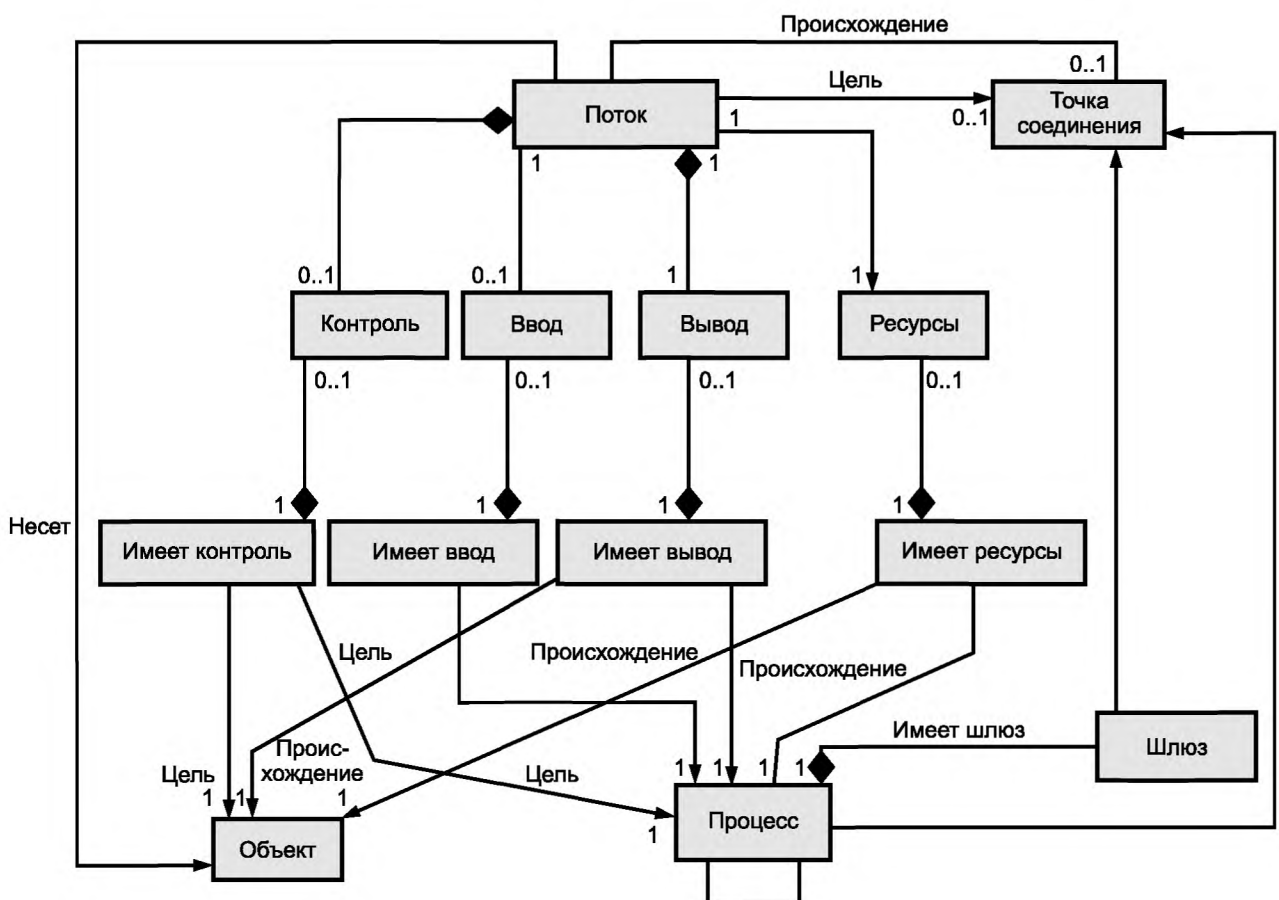 Происхождение
0..1
Цель
Поток
1
0..1
Точка
соединения
1
1
0..1
0..1
1
1
Контроль
Ввод
Вывод
Ресурсы
0..1
0..1
0..1
0..1
1
1
1
1
Несет
Имеет контроль
Имеет ввод
Имеет вывод
Имеет ресурсы
Цель
Происхождение
Происхождение
Имеет шлюз
Шлюз
Проис-
хождение
Цель
Цель
1
1
1
1
1
1
1
1
Процесс
Объект